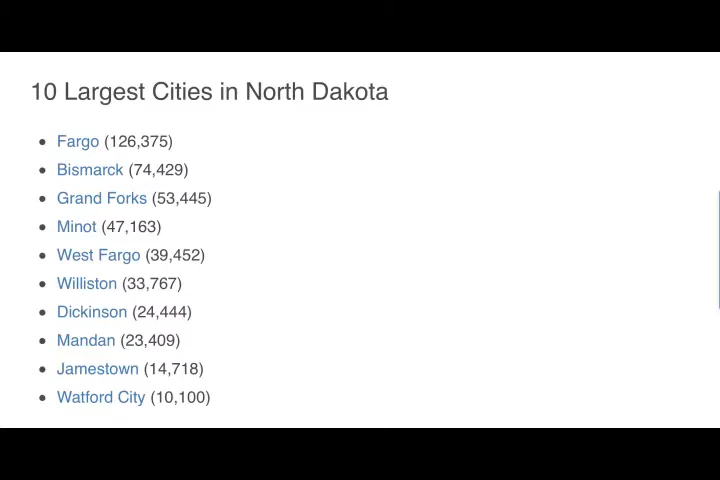 10 Largest Cities in North Dakota
• Fargo (126,375)
• Bismarck (74,429)
• Grand Forks (53,445)
• Minot (47,163)
• West Fargo (39,452)
• Williston (33,767)
• Dickinson (24,444)
• Mandan (23,409)
• Jamestown (14,718)
• Watford City (10,100)